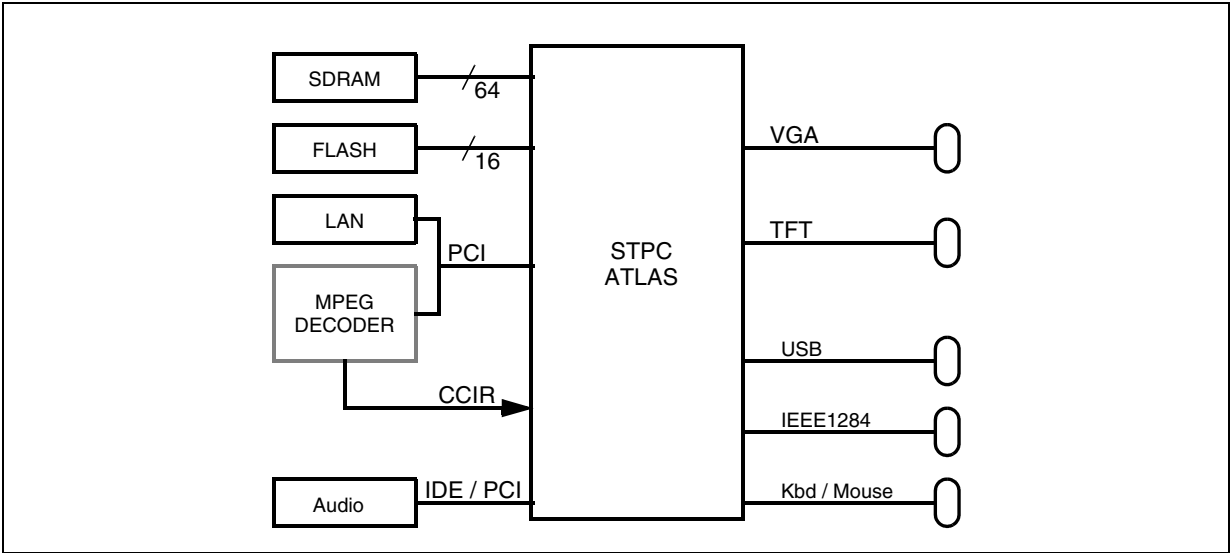 SDRAM
64
FLASH
16
LAN
PCI
MPEG
DECODER
CCIR
Audio
IDE / PCI
STPC
ATLAS
VGA
TFT
USB
IEEE1284
Kbd / Mouse